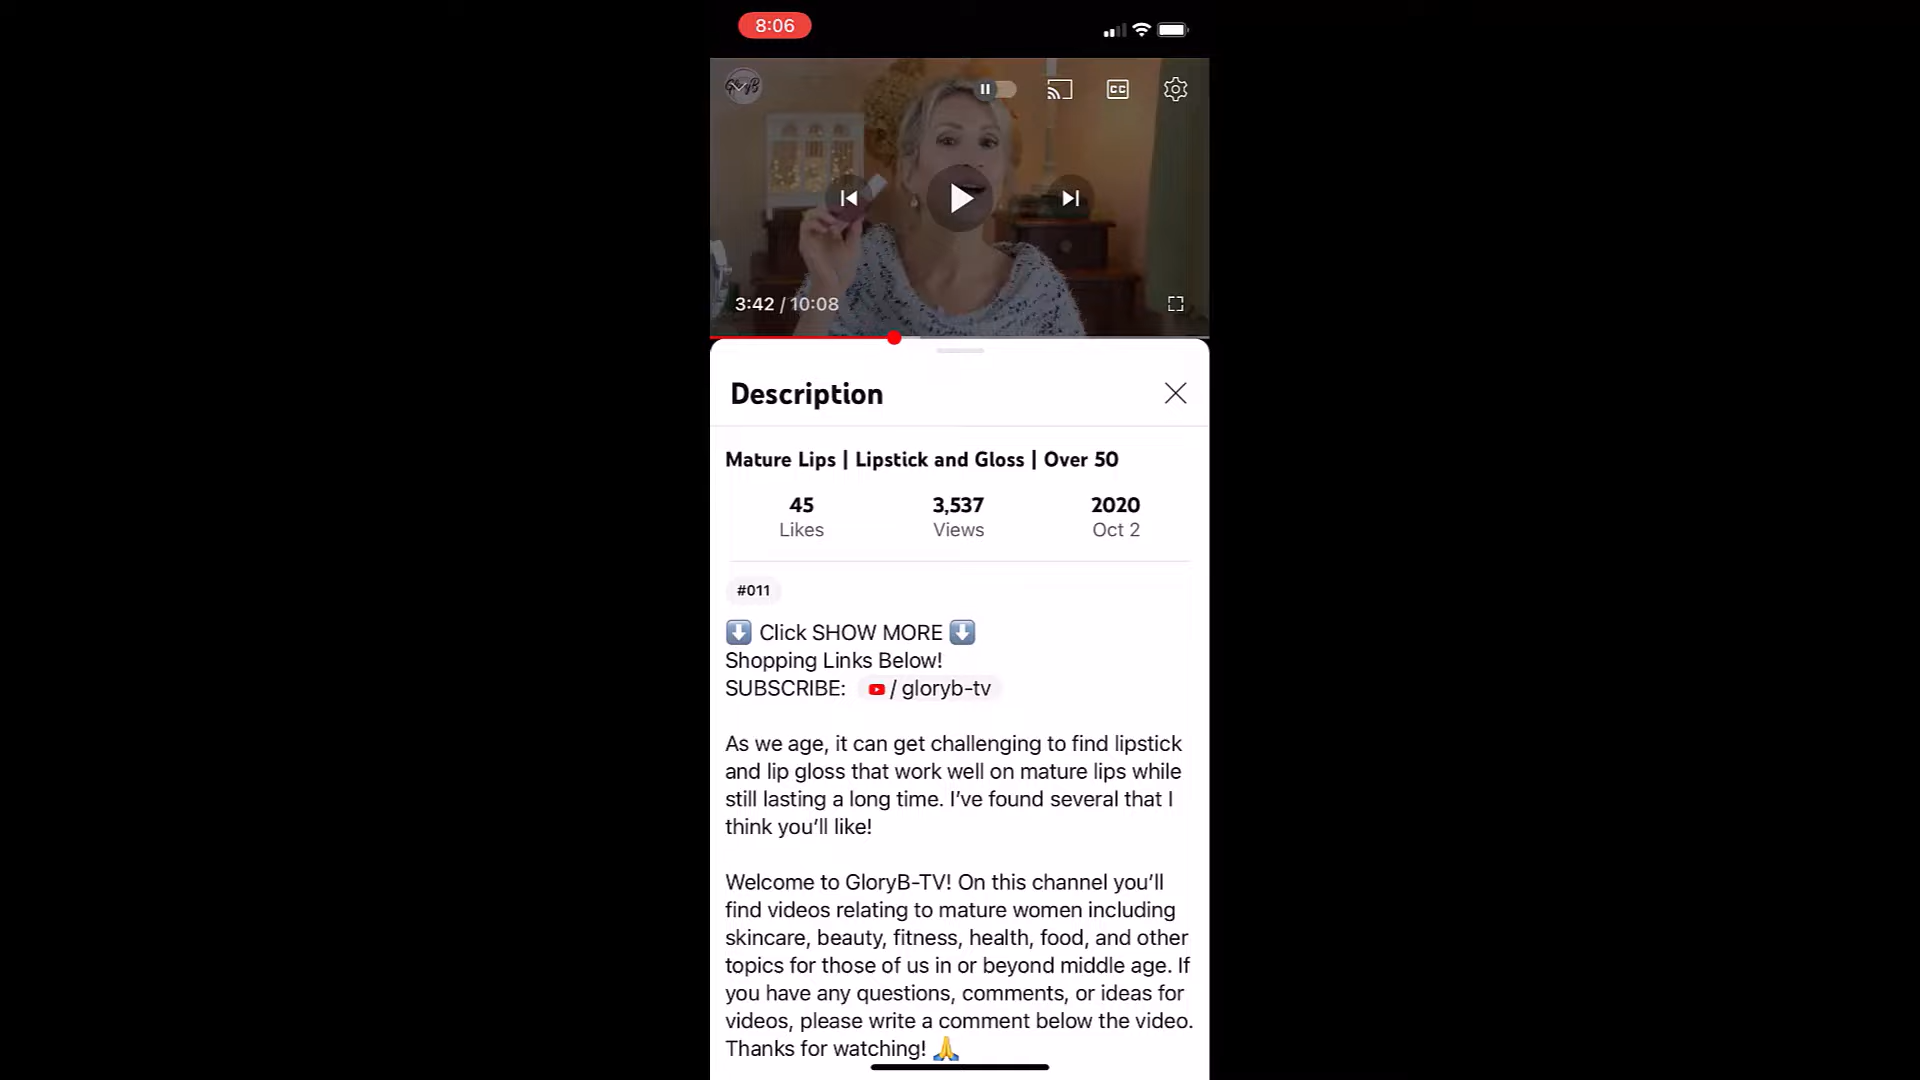 8:06
GloryB
CC
3:42 / 10:08
Description
Mature Lips | Lipstick and Gloss | Over 50
45 3,537 2020
Likes Views Oct 2
#011
⬇️ Click SHOW MORE ⬇️
Shopping Links Below!
SUBSCRIBE: / gloryb-tv
As we age, it can get challenging to find lipstick
and lip gloss that work well on mature lips while
still lasting a long time. I’ve found several that I
think you’ll like!
Welcome to GloryB-TV! On this channel you’ll
find videos relating to mature women including
skincare, beauty, fitness, health, food, and other
topics for those of us in or beyond middle age. If
you have any questions, comments, or ideas for
videos, please write a comment below the video.
Thanks for watching! 🙏